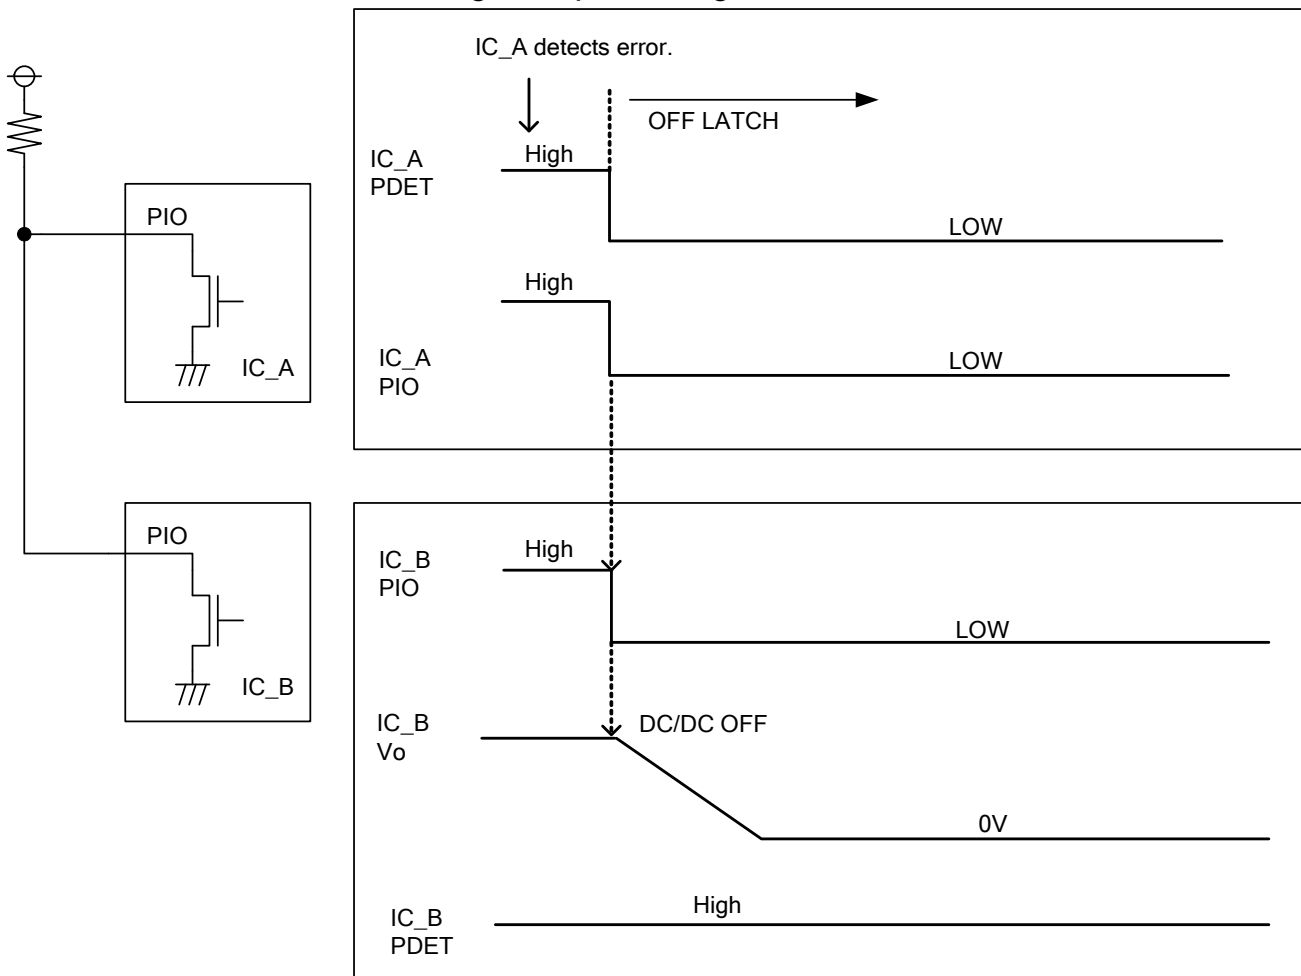 IC_A detects error.
OFF LATCH
IC_A
PDET
High
LOW
PIO
IC_A
High
IC_A
PIO
LOW
PIO
IC_B
IC_B
PIO
High
LOW
IC_B
Vo
DC/DC OFF
0V
IC_B
PDET
High